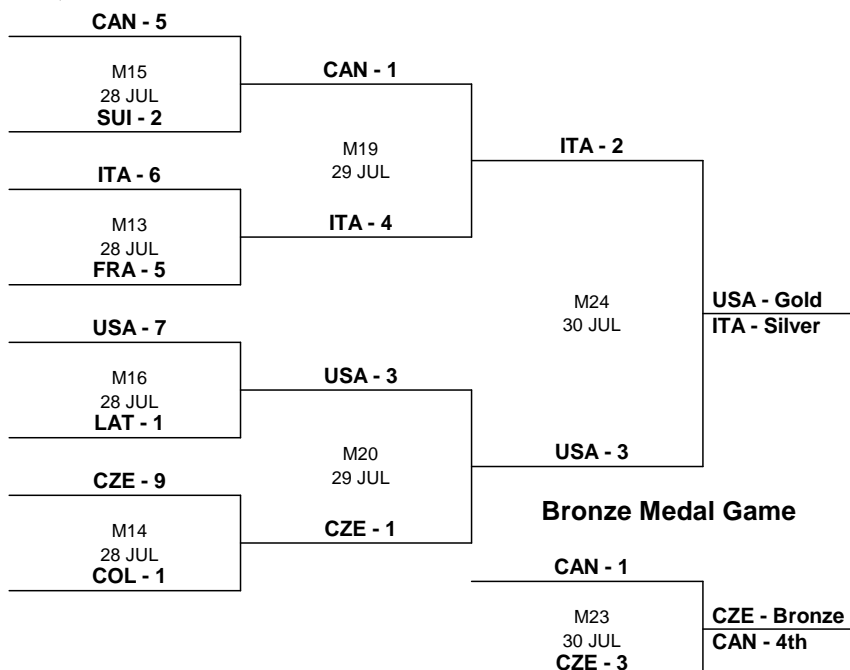 CAN - 5
M15
28 JUL
SUI - 2
ITA - 6
M13
28 JUL
FRA - 5
USA - 7
M16
28 JUL
LAT - 1
CZE - 9
M14
28 JUL
COL - 1
CAN - 1
M19
29 JUL
ITA - 4
USA - 3
M20
29 JUL
CZE - 1
ITA - 2
M24
30 JUL
USA - 3
USA - Gold
ITA - Silver
Bronze Medal Game
CAN - 1
M23
30 JUL
CZE - 3
CZE - Bronze
CAN - 4th